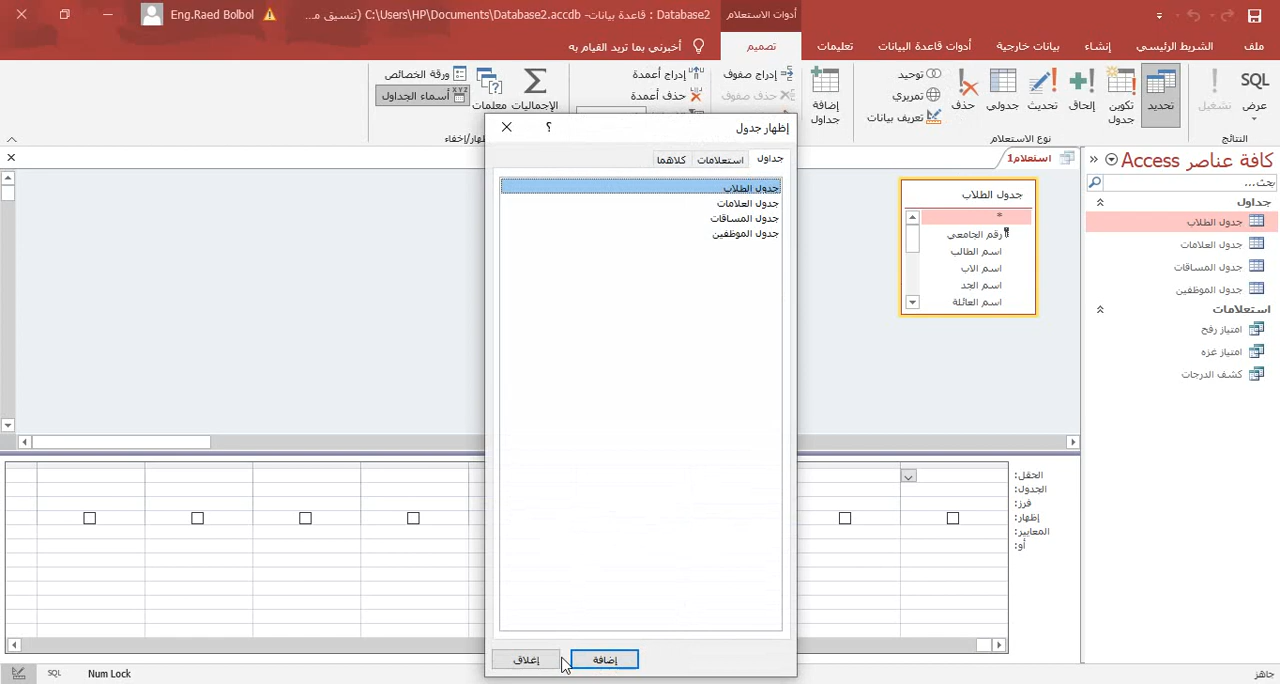 أدوات الاستعلام
Database2 : قاعدة بيانات- C:\Users\HP\Documents\Database2.accdb (تنسيق م...
Eng.Raed Bolbol
ملف
الشريط الرئيسي
إنشاء
بيانات خارجية
أدوات قاعدة البيانات
تعليمات
تصميم
أخبرني بما تريد القيام به
SQL
عرض
تشغيل
النتائج
تحديد
تكوين جدول
إلحاق
تحديث
جدولي
حذف
توحيد
تمريري
تعريف بيانات
نوع الاستعلام
إضافة جدول
إدراج صفوف
حذف صفوف
إدراج أعمدة
حذف أعمدة
الإجماليات
معلمات
ورقة الخصائص
أسماء الجداول
ظهار/إخفاء
كافة عناصر Access
بحث...
جداول
جدول الطلاب
جدول العلامات
جدول المساقات
جدول الموظفين
استعلامات
امتياز رفح
امتياز غزه
كشف الدرجات
استعلام1
جدول الطلاب
*
رقم الجامعي
اسم الطالب
اسم الاب
اسم الجد
اسم العائلة
إظهار جدول
؟
جداول
استعلامات
كلاهما
جدول الطلاب
جدول العلامات
جدول المساقات
جدول الموظفين
إضافة
إغلاق
الحقل:
الجدول:
فرز:
إظهار:
المعايير:
أو:
جاهز
Num Lock
SQL